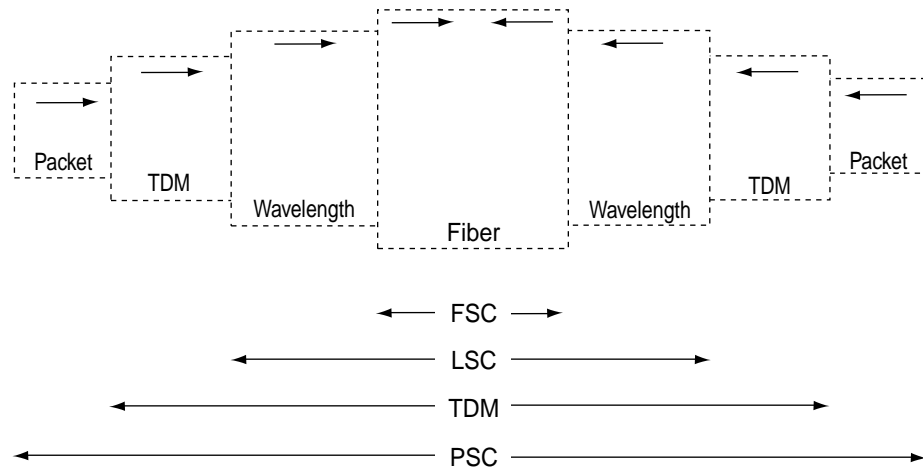 Packet
TDM
Wavelength
Fiber
Wavelength
TDM
Packet
FSC
LSC
TDM
PSC